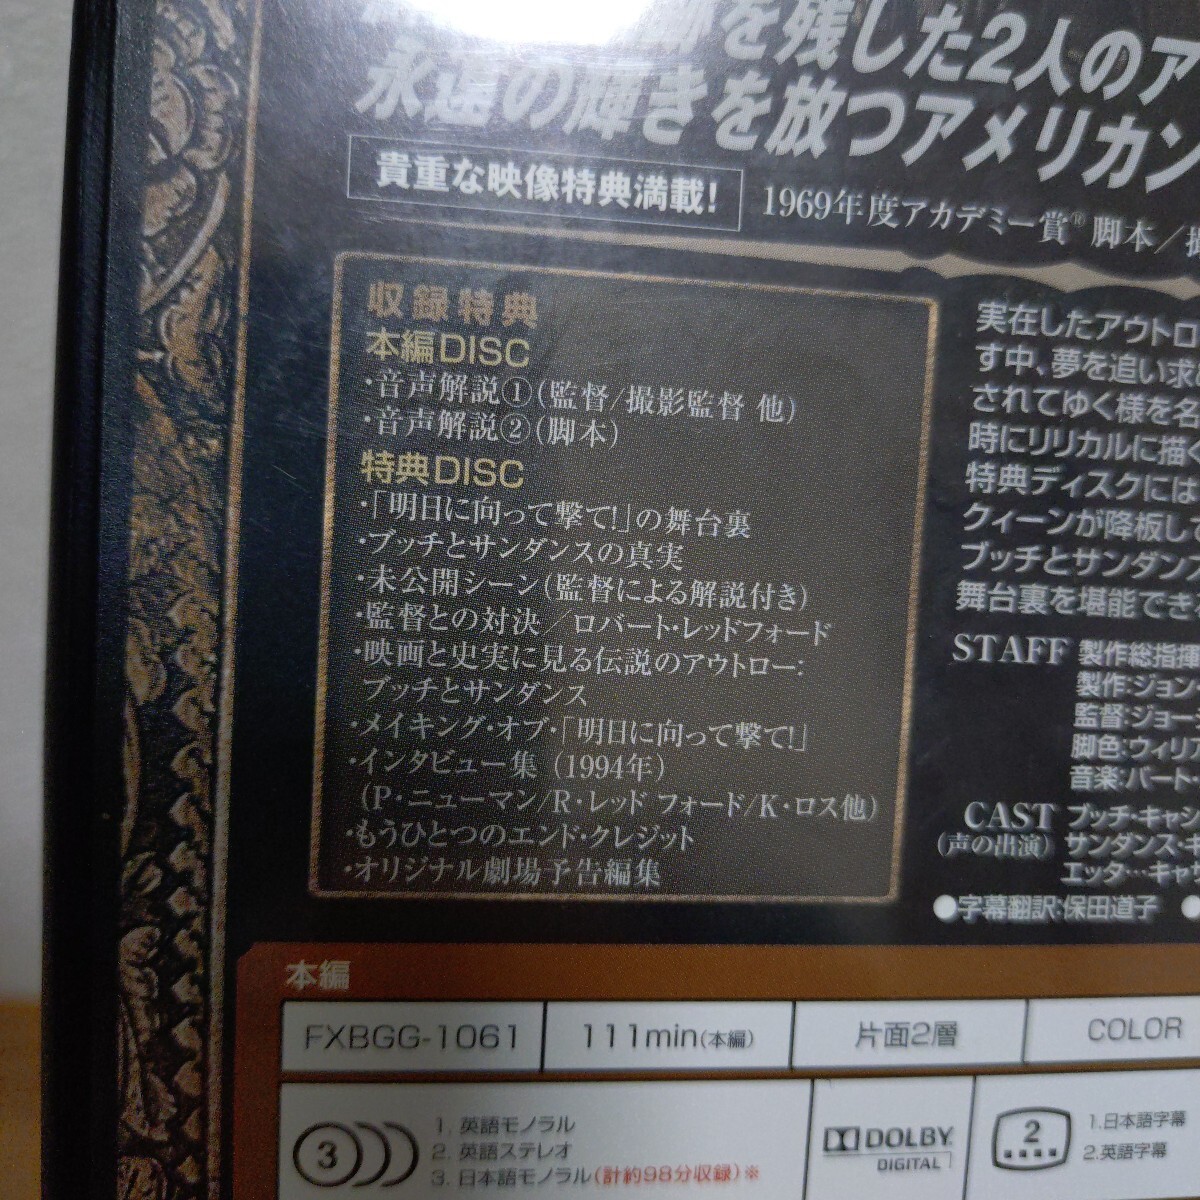 を残した2人のア
永遠の輝きを放つアメリカン
貴重な映像特典満載!
1969年度アカデミー賞® 脚本/撮
収録特典
本編DISC
・音声解説①(監督/撮影監督 他)
・音声解説②(脚本)
特典DISC
・「明日に向って撃て!」の舞台裏
・ブッチとサンダンスの真実
・未公開シーン(監督による解説付き)
・監督との対決/ロバート・レッドフォード
・映画と史実に見る伝説のアウトロー:
ブッチとサンダンス
・メイキング・オブ・「明日に向って撃て!」
・インタビュー集 (1994年)
(P・ニューマン/R・レッド フォード/K・ロス他)
・もうひとつのエンド・クレジット
・オリジナル劇場予告編集
実在したアウトロ
す中、夢を追い求め
されてゆく様を名
時にリリカルに描く
特典ディスクには
クィーンが降板して
ブッチとサンダンス
舞台裏を堪能でき
STAFF 製作総指揮
製作:ジョン
監督:ジョー
脚色:ウィリア
音楽:バート
CAST ブッチ・キャシ
(声の出演) サンダンス・キ
エッタ…キャサ
●字幕翻訳:保田道子 ●
本編
FXBGG-1061 111min(本編) 片面2層 COLOR
3 1. 英語モノラル
2. 英語ステレオ
3. 日本語モノラル(計約98分収録)※
DOLBY DIGITAL
2 1.日本語字幕
2.英語字幕